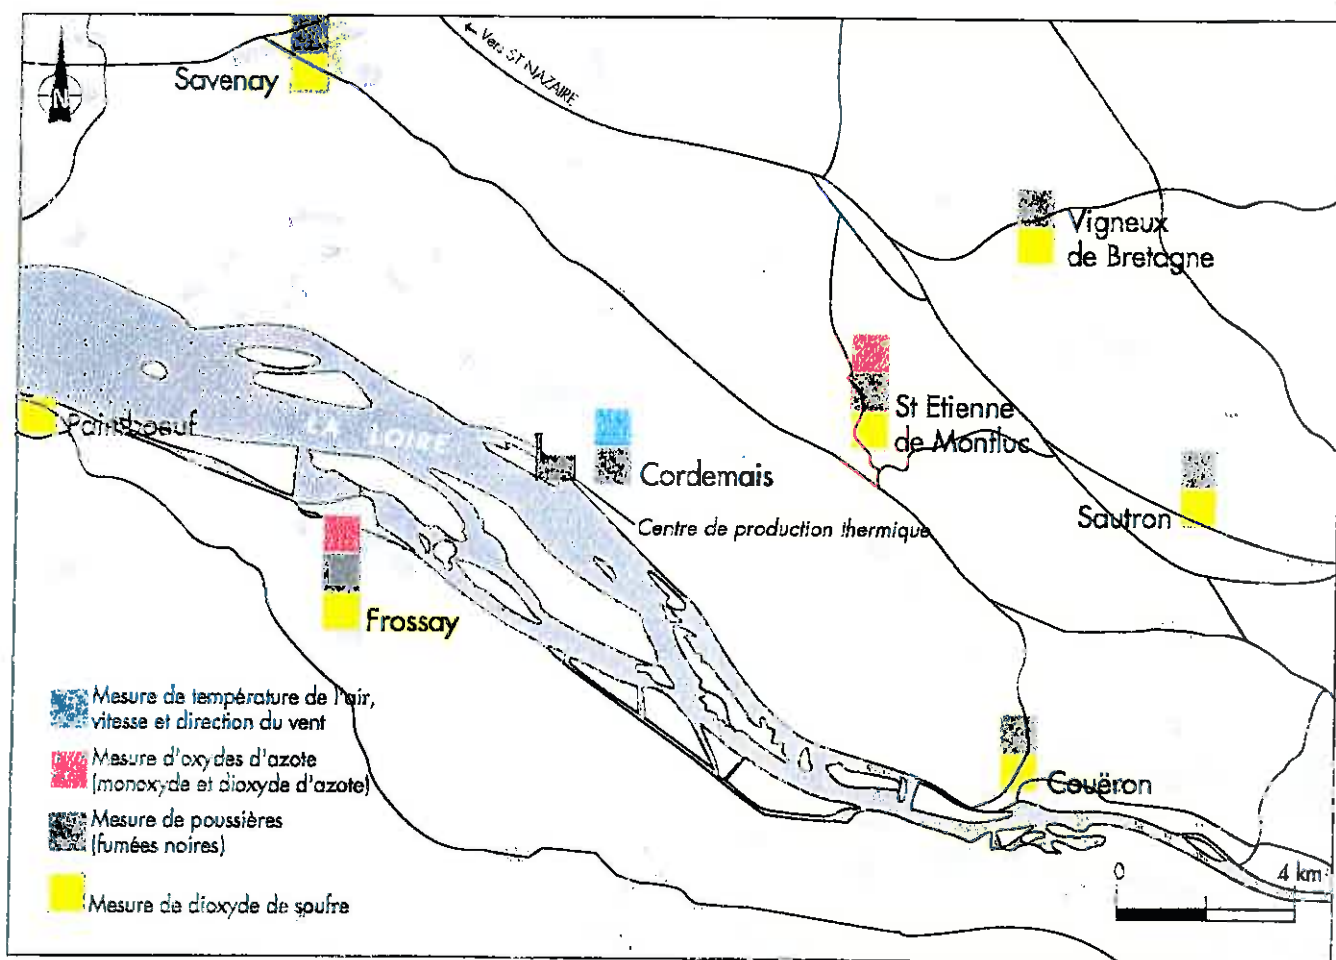 N
Savenay
← Vers ST NAZAIRE
Vigneux
de Bretagne
St Etienne
de Montluc
Paimboeuf
LA LOIRE
Cordemais
Centre de production thermique
Sautron
Frossay
Couëron
Mesure de température de l'air,
vitesse et direction du vent
Mesure d'oxydes d'azote
(monoxyde et dioxyde d'azote)
Mesure de poussières
(fumées noires)
Mesure de dioxyde de soufre
0 4 km